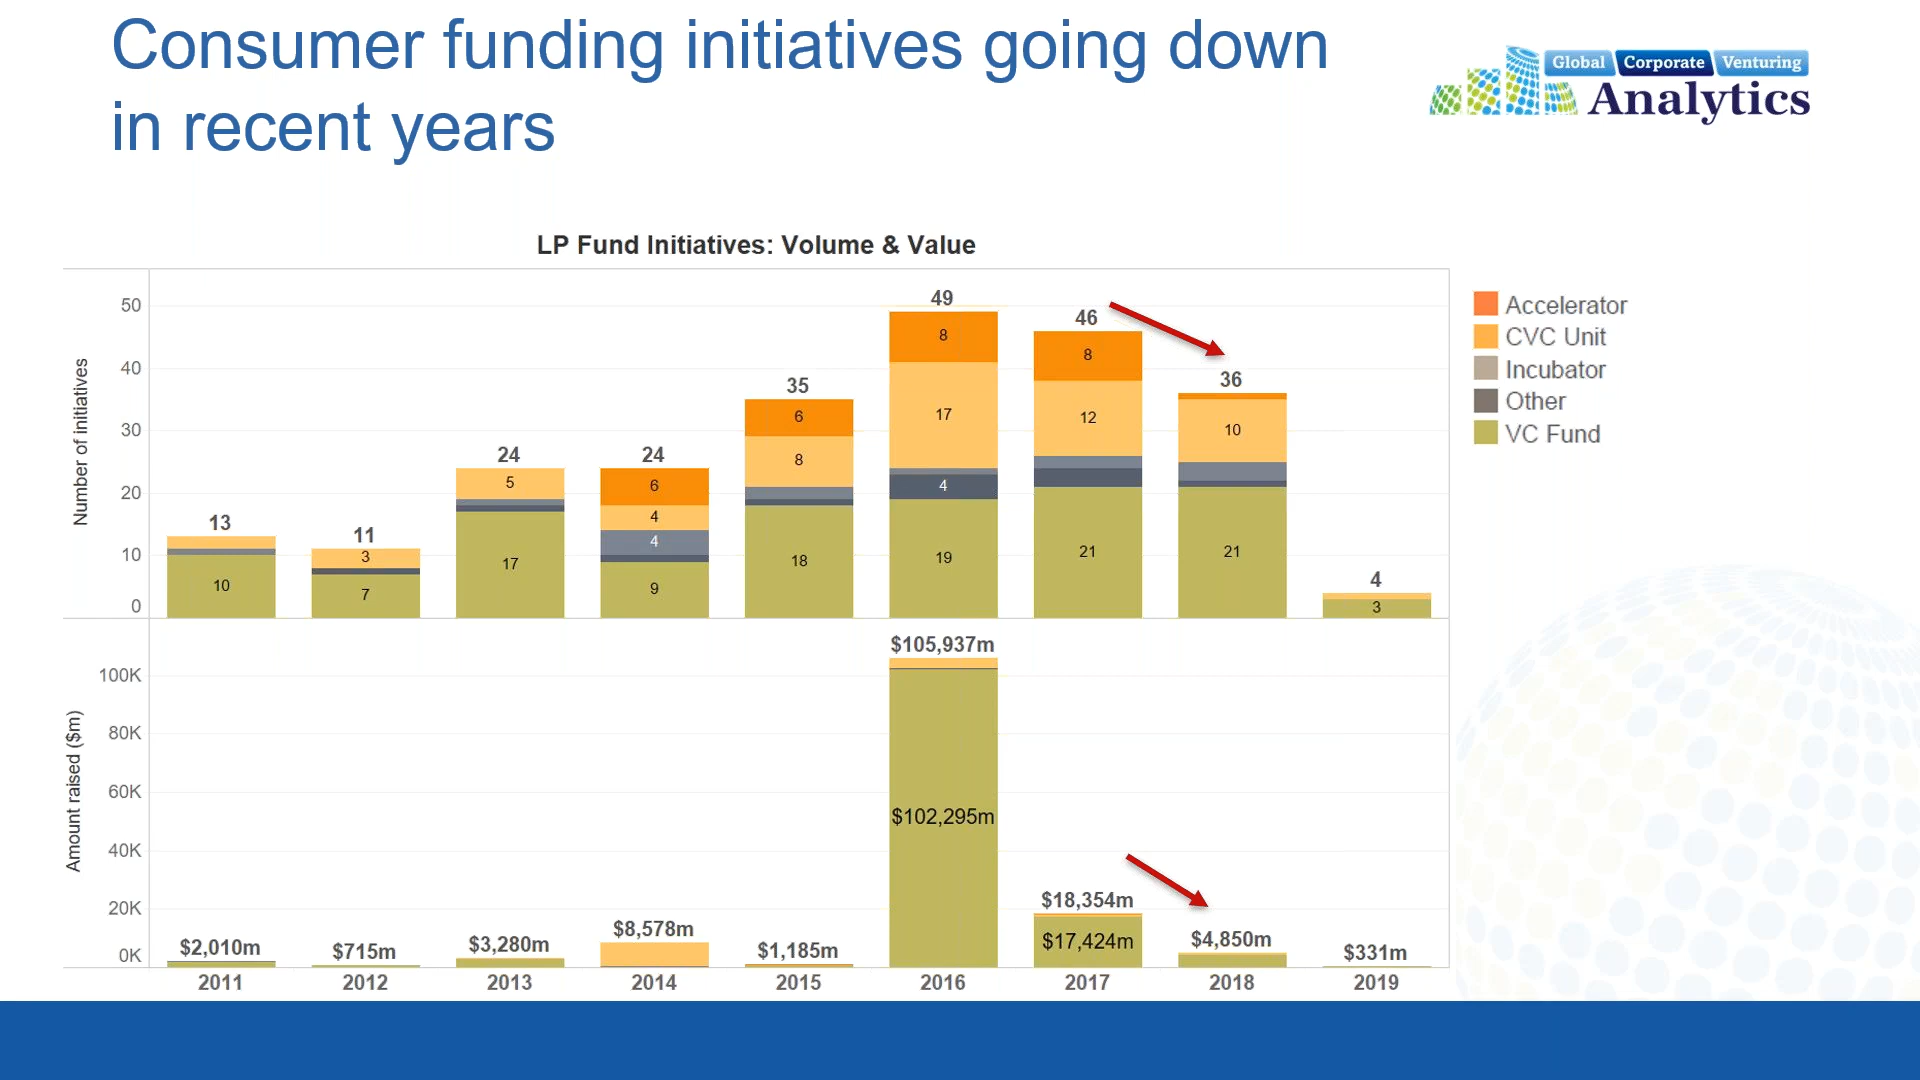 Consumer funding initiatives going down
in recent years
Global Corporate Venturing
Analytics
LP Fund Initiatives: Volume & Value
Number of initiatives
50
40
30
20
10
0
13
10
11
3
7
24
5
17
24
6
4
4
9
35
6
8
18
49
8
17
4
19
46
8
12
21
36
10
21
4
3
Accelerator
CVC Unit
Incubator
Other
VC Fund
Amount raised ($m)
100K
80K
60K
40K
20K
0K
$2,010m
$715m
$3,280m
$8,578m
$1,185m
$105,937m
$102,295m
$18,354m
$17,424m
$4,850m
$331m
2011 2012 2013 2014 2015 2016 2017 2018 2019